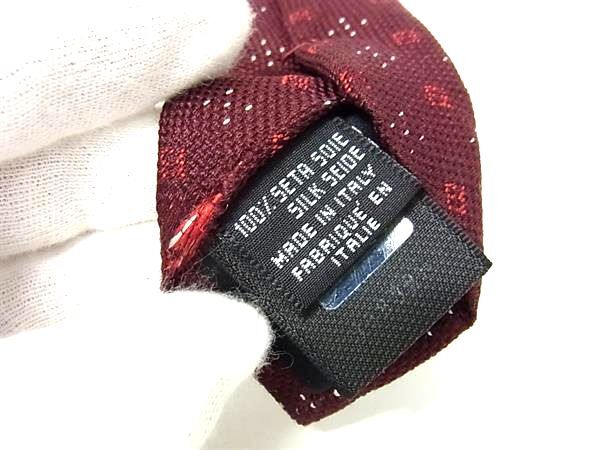 100% SETA SOIE
SILK SEIDE
MADE IN ITALY
FABRIQUÉ EN
ITALIE